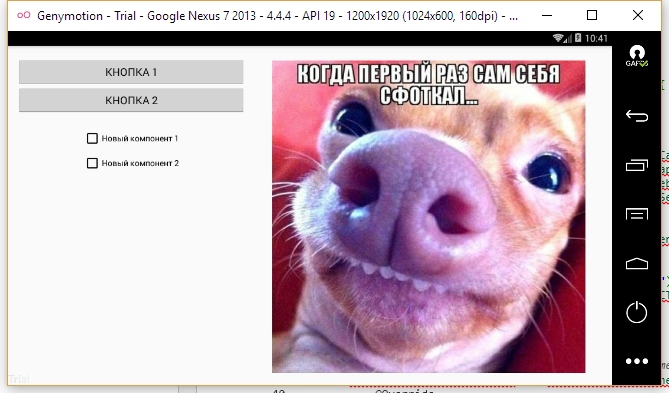 Genymotion - Trial - Google Nexus 7 2013 - 4.4.4 - API 19 - 1200x1920 (1024x600, 160dpi) - ...
10:41
КНОПКА 1
КНОПКА 2
Новый компонент 1
Новый компонент 2
КОГДА ПЕРВЫЙ РАЗ САМ СЕБЯ
СФОТКАЛ...
GAPPS
Trial